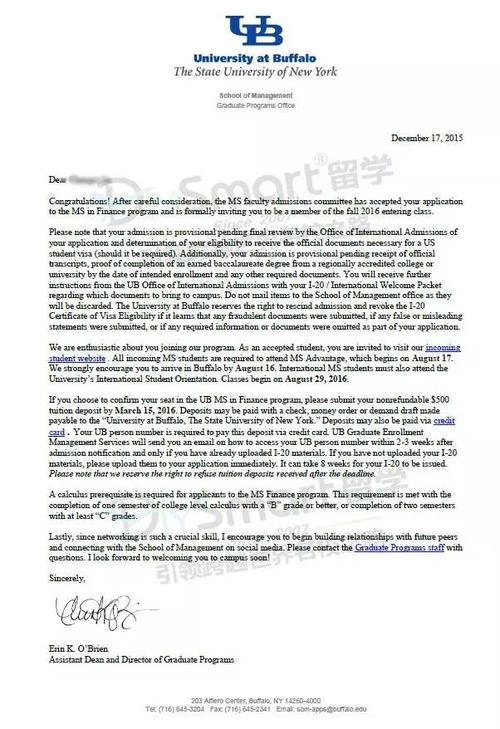 UB
University at Buffalo
The State University of New York
School of Management
Graduate Programs Office
December 17, 2015
Dear
Congratulations! After careful consideration, the MS faculty admissions committee has accepted your application
to the MS in Finance program and is formally inviting you to be a member of the fall 2016 entering class.
Please note that your admission is provisional pending final review by the Office of International Admissions of
your application and determination of your eligibility to receive the official documents necessary for a US
student visa (should it be required). Additionally, your admission is provisional pending receipt of official
transcripts, proof of completion of an earned baccalaureate degree from a regionally accredited college or
university by the date of intended enrollment and any other required documents. You will receive further
instructions from the UB Office of International Admissions with your I-20 / International Welcome Packet
regarding which documents to bring to campus. Do not mail items to the School of Management office as they
will be discarded. The University at Buffalo reserves the right to rescind admission and revoke the I-20
Certificate of Visa Eligibility if it learns that any fraudulent documents were submitted, if any false or misleading
statements were submitted, or if any required information or documents were omitted as part of your application.
We are enthusiastic about you joining our program. As an accepted student, you are invited to visit our incoming
student website . All incoming MS students are required to attend MS Advantage, which begins on August 17.
We strongly encourage you to arrive in Buffalo by August 16. International MS students must also attend the
University's International Student Orientation. Classes begin on August 29, 2016.
If you choose to confirm your seat in the UB MS in Finance program, please submit your nonrefundable $500
tuition deposit by March 15, 2016. Deposits may be paid with a check, money order or demand draft made
payable to the "University at Buffalo, The State University of New York." Deposits may also be paid via credit
card . Your UB person number is required to pay this deposit via credit card. UB Graduate Enrollment
Management Services will send you an email on how to access your UB person number within 2-3 weeks after
admission notification and only if you have already uploaded I-20 materials. If you have not uploaded your I-20
materials, please upload them to your application immediately. It can take 8 weeks for your I-20 to be issued.
Please note that we reserve the right to refuse tuition deposits received after the deadline.
A calculus prerequisite is required for applicants to the MS Finance program. This requirement is met with the
completion of one semester of college level calculus with a "B" grade or better, or completion of two semesters
with at least "C" grades.
Lastly, since networking is such a crucial skill, I encourage you to begin building relationships with future peers
and connecting with the School of Management on social media. Please contact the Graduate Programs staff with
questions. I look forward to welcoming you to campus soon!
Sincerely,
Erin K. O'Brien
Assistant Dean and Director of Graduate Programs
203 Alfiero Center, Buffalo, NY 14260-4000
Tel: (716) 645-3204 Fax: (716) 645-2341 Email: som-apps@buffalo.edu